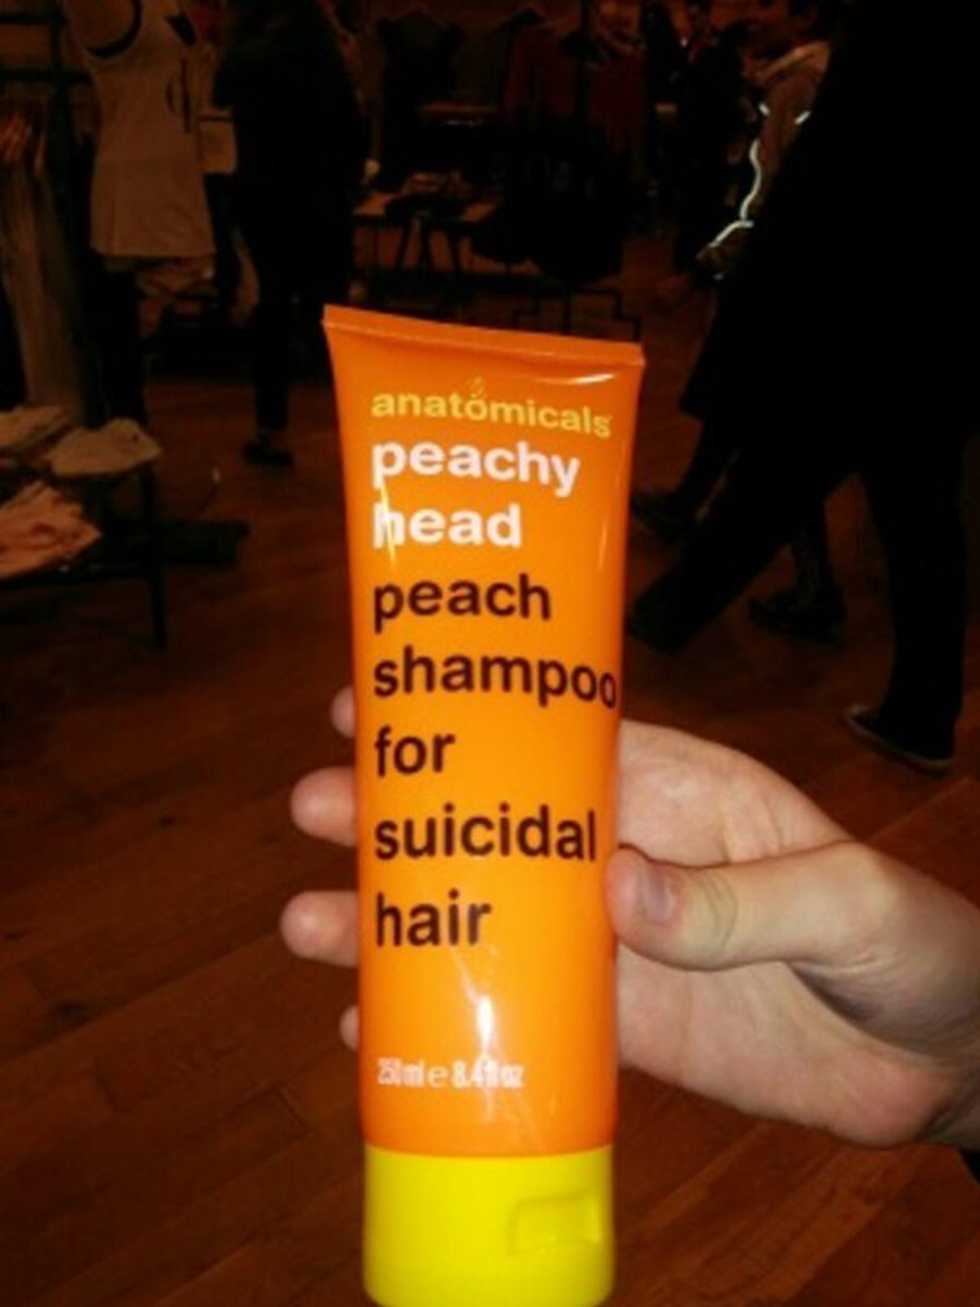 anatomicals
peachy
head
peach
shampoo
for
suicidal
hair
250ml e 8.4fl oz